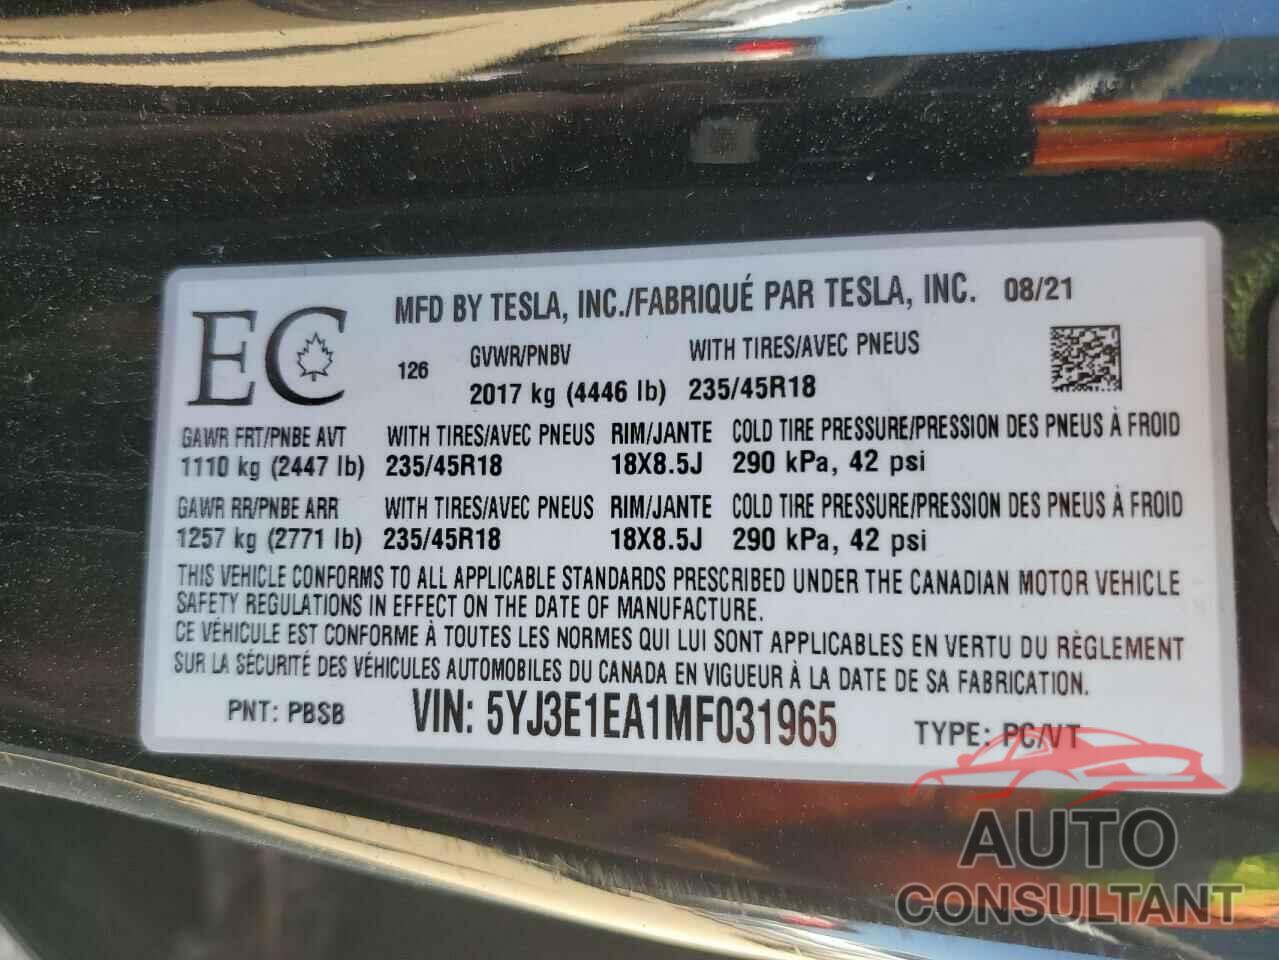 MFD BY TESLA, INC./FABRIQUÉ PAR TESLA, INC. 08/21
EC
126
GVWR/PNBV WITH TIRES/AVEC PNEUS
2017 kg (4446 lb) 235/45R18
GAWR FRT/PNBE AVT WITH TIRES/AVEC PNEUS RIM/JANTE COLD TIRE PRESSURE/PRESSION DES PNEUS À FROID
1110 kg (2447 lb) 235/45R18 18X8.5J 290 kPa, 42 psi
GAWR RR/PNBE ARR WITH TIRES/AVEC PNEUS RIM/JANTE COLD TIRE PRESSURE/PRESSION DES PNEUS À FROID
1257 kg (2771 lb) 235/45R18 18X8.5J 290 kPa, 42 psi
THIS VEHICLE CONFORMS TO ALL APPLICABLE STANDARDS PRESCRIBED UNDER THE CANADIAN MOTOR VEHICLE
SAFETY REGULATIONS IN EFFECT ON THE DATE OF MANUFACTURE.
CE VÉHICULE EST CONFORME À TOUTES LES NORMES QUI LUI SONT APPLICABLES EN VERTU DU RÈGLEMENT
SUR LA SÉCURITÉ DES VÉHICULES AUTOMOBILES DU CANADA EN VIGUEUR À LA DATE DE SA FABRICATION.
PNT: PBSB VIN: 5YJ3E1EA1MF031965 TYPE: PC/VT
AUTO
CONSULTANT